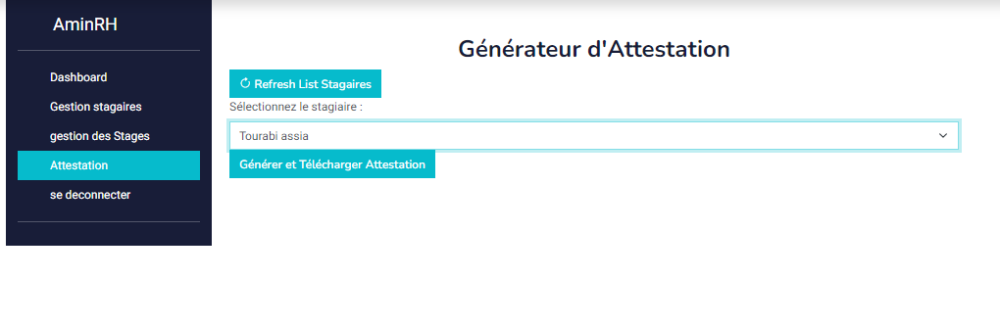 AminRH
Dashboard
Gestion stagaires
gestion des Stages
Attestation
se deconnecter
Générateur d'Attestation
Refresh List Stagaires
Sélectionnez le stagiaire :
Tourabi assia
Générer et Télécharger Attestation